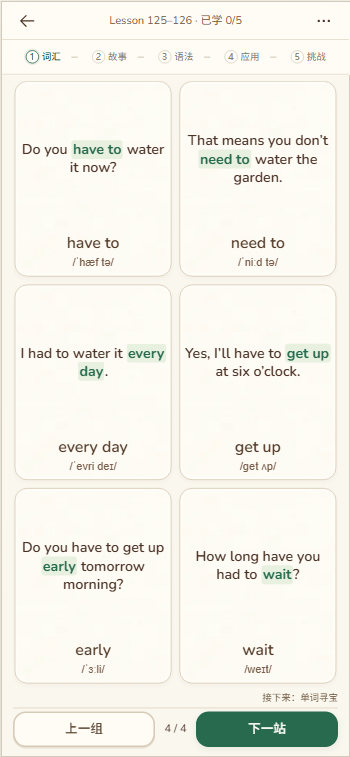 Lesson 125–126 · 已学 0/5
1 词汇 – 2 故事 – 3 语法 – 4 应用 – 5 挑战
Do you have to water
it now?
have to
/ˈhæf tə/
That means you don’t
need to water the
garden.
need to
/ˈniːd tə/
I had to water it every
day.
every day
/ˈevri deɪ/
Yes, I’ll have to get up
at six o’clock.
get up
/ɡet ʌp/
Do you have to get up
early tomorrow
morning?
early
/ˈɜːli/
How long have you
had to wait?
wait
/weɪt/
接下来：单词寻宝
上一组
4 / 4
下一站